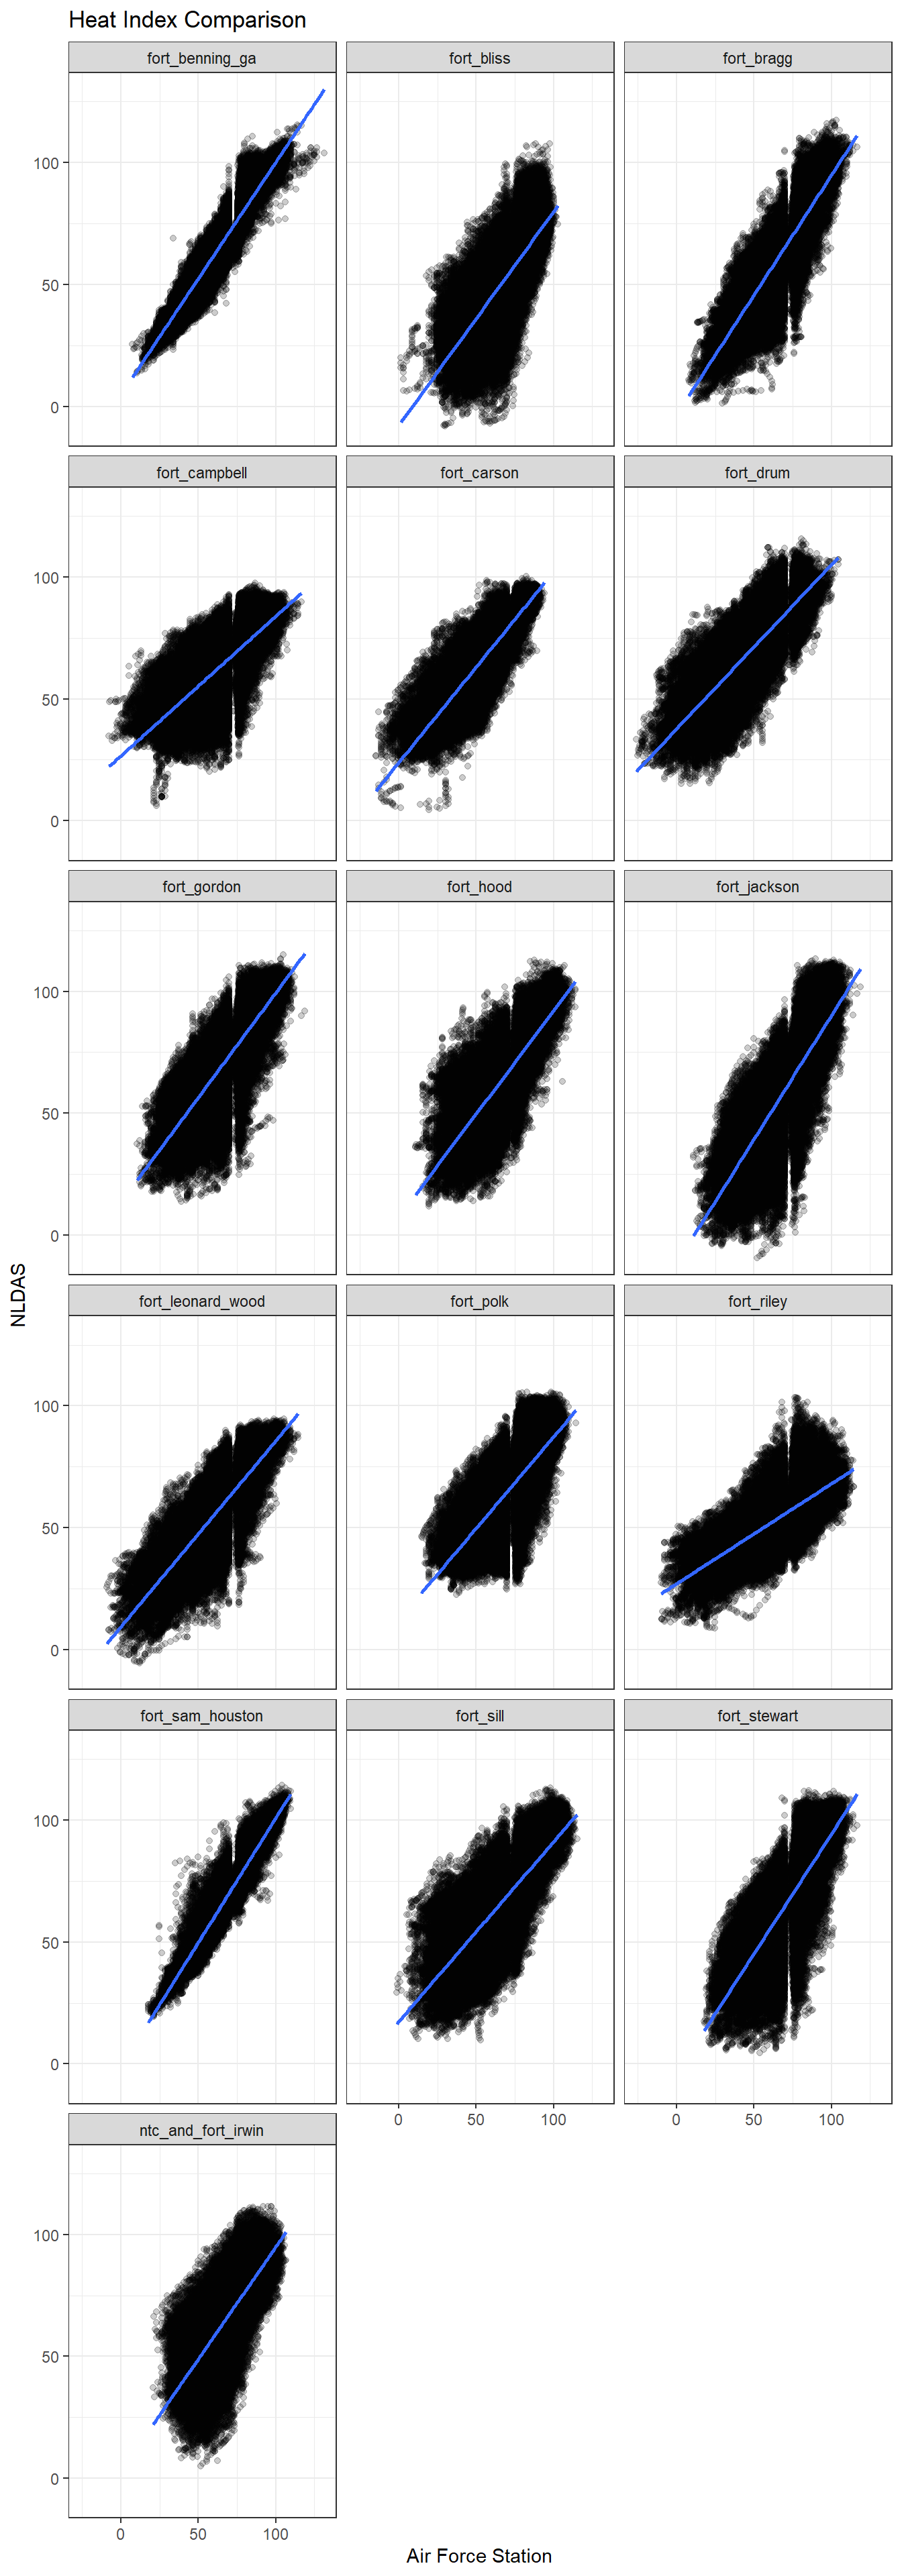 Heat Index Comparison
fort_benning_ga
fort_bliss
fort_bragg
100
50
0
fort_campbell
fort_carson
fort_drum
100
50
0
fort_gordon
fort_hood
fort_jackson
100
50
0
NLDAS
fort_leonard_wood
fort_polk
fort_riley
100
50
0
fort_sam_houston
fort_sill
fort_stewart
100
50
0
0 50 100
0 50 100
ntc_and_fort_irwin
100
50
0
0 50 100
Air Force Station